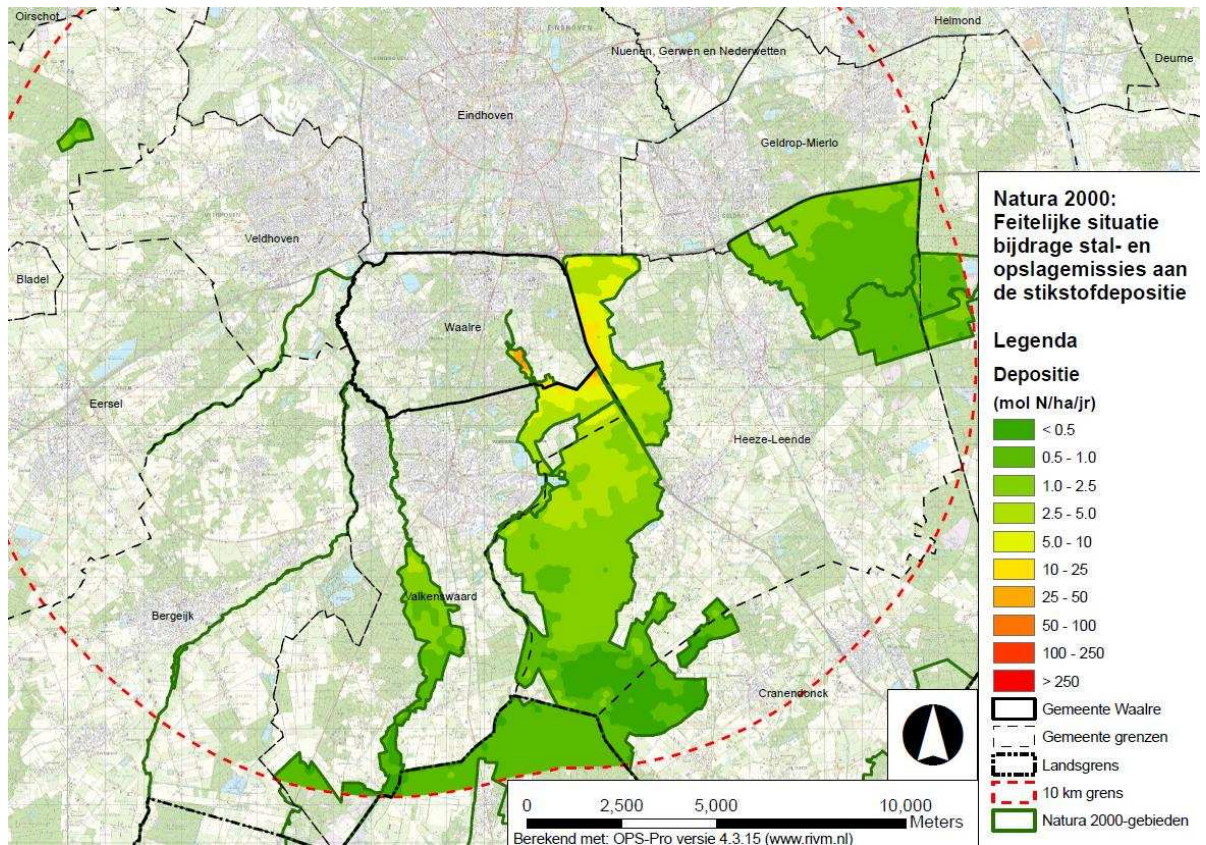 Oirschot
Helmond
EINDHOVEN
Nuenen, Gerwen en Nederwetten
Deurne
Eindhoven
Geldrop-Mierlo
Veldhoven
Bladel
Waalre
Eersel
Heeze-Leende
Valkenswaard
Bergeijk
Cranendonck
Natura 2000:
Feitelijke situatie
bijdrage stal- en
opslagemissies aan
de stikstofdepositie
Legenda
Depositie
(mol N/ha/jr)
< 0.5
0.5 - 1.0
1.0 - 2.5
2.5 - 5.0
5.0 - 10
10 - 25
25 - 50
50 - 100
100 - 250
> 250
Gemeente Waalre
Gemeente grenzen
Landsgrens
10 km grens
Natura 2000-gebieden
0 2,500 5,000 10,000
Meters
Berekend met: OPS-Pro versie 4.3.15 (www.rivm.nl)